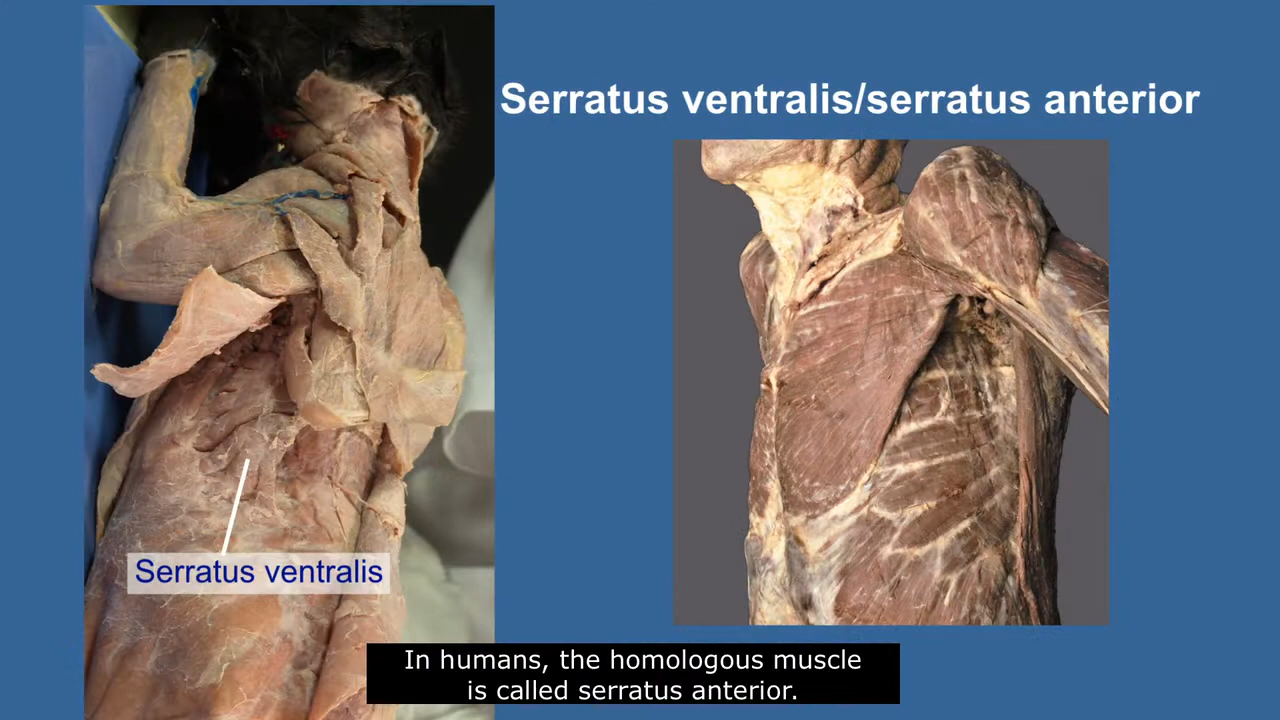 Serratus ventralis/serratus anterior
Serratus ventralis
In humans, the homologous muscle
is called serratus anterior.